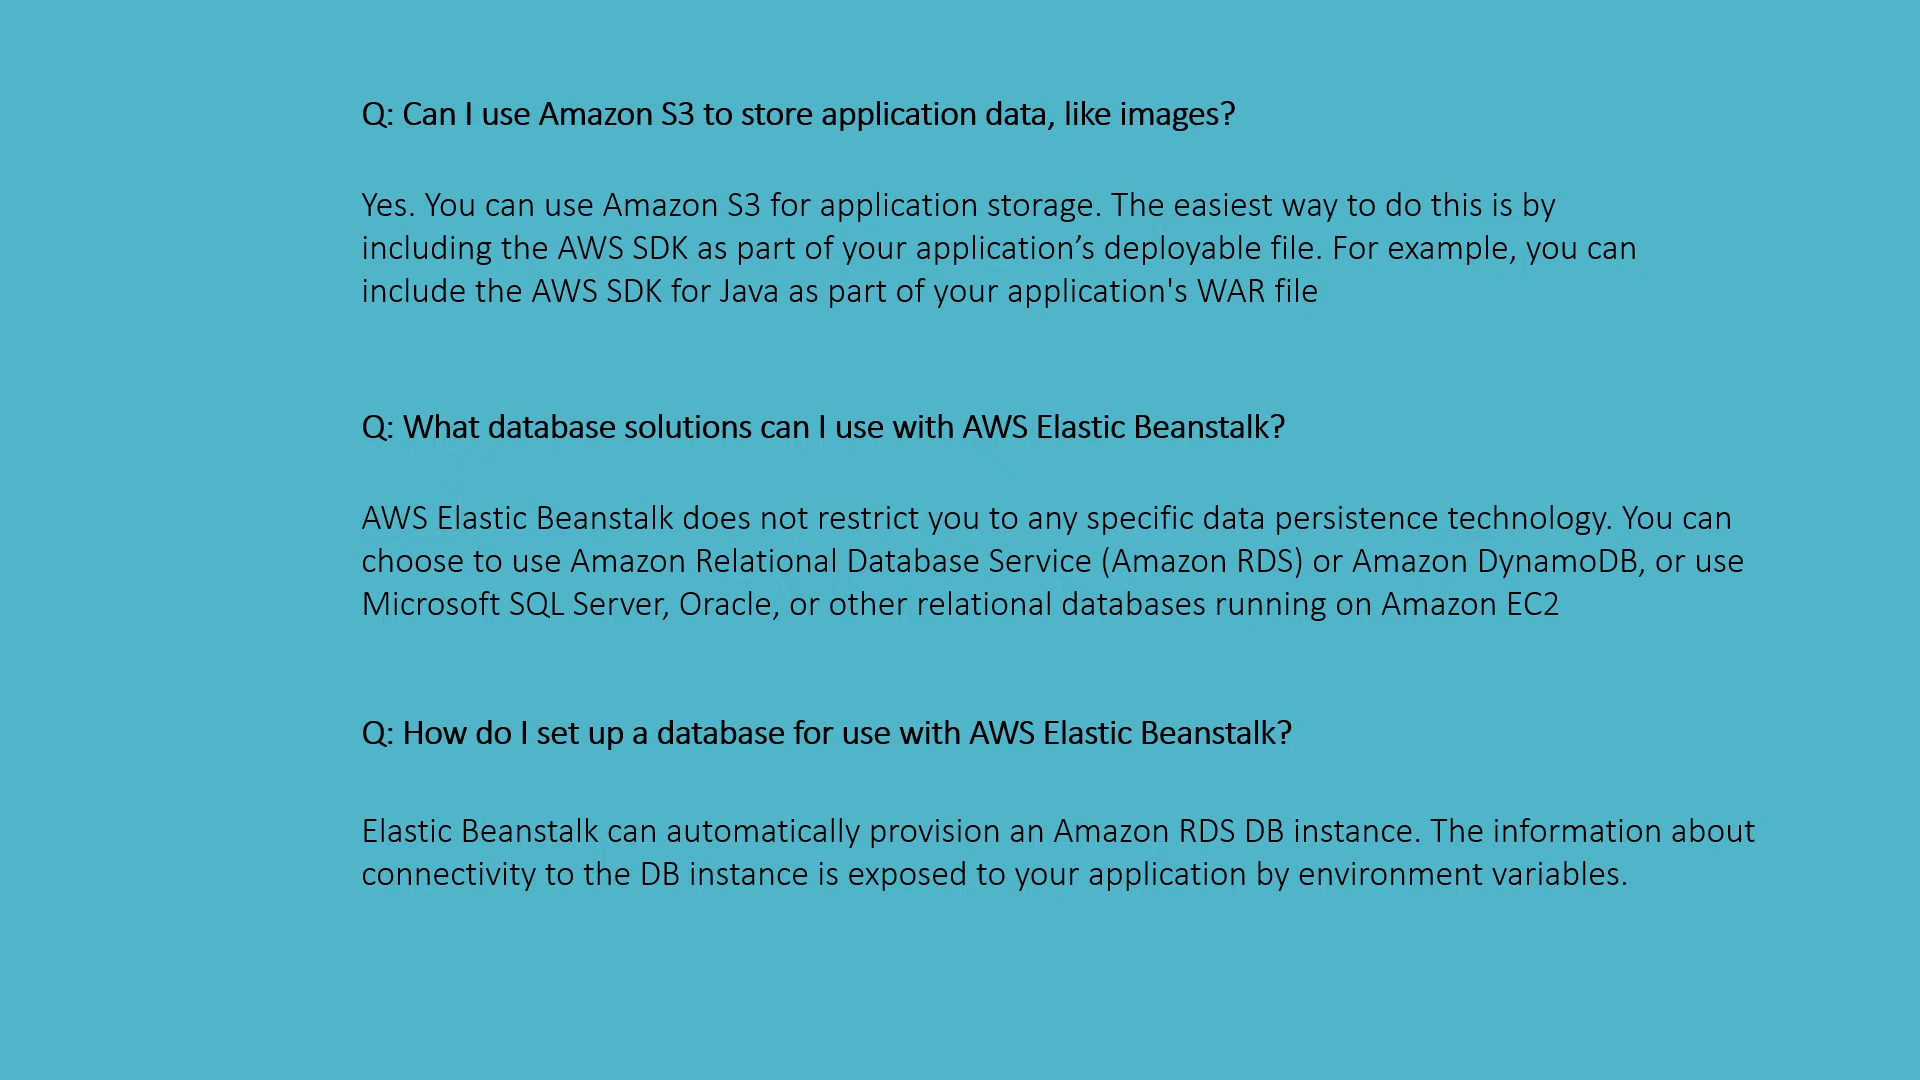 Q: Can I use Amazon S3 to store application data, like images?
Yes. You can use Amazon S3 for application storage. The easiest way to do this is by
including the AWS SDK as part of your application’s deployable file. For example, you can
include the AWS SDK for Java as part of your application's WAR file
Q: What database solutions can I use with AWS Elastic Beanstalk?
AWS Elastic Beanstalk does not restrict you to any specific data persistence technology. You can
choose to use Amazon Relational Database Service (Amazon RDS) or Amazon DynamoDB, or use
Microsoft SQL Server, Oracle, or other relational databases running on Amazon EC2
Q: How do I set up a database for use with AWS Elastic Beanstalk?
Elastic Beanstalk can automatically provision an Amazon RDS DB instance. The information about
connectivity to the DB instance is exposed to your application by environment variables.